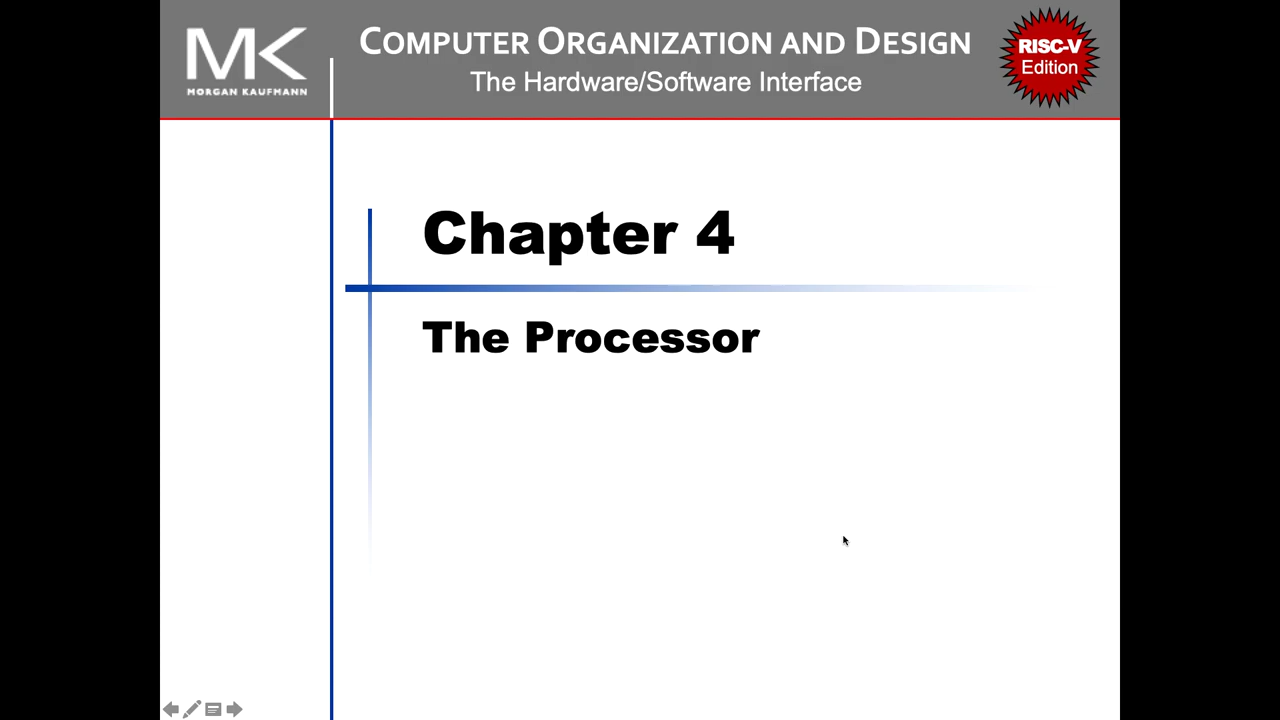 MK
MORGAN KAUFMANN
COMPUTER ORGANIZATION AND DESIGN
The Hardware/Software Interface
RISC-V
Edition
Chapter 4
The Processor